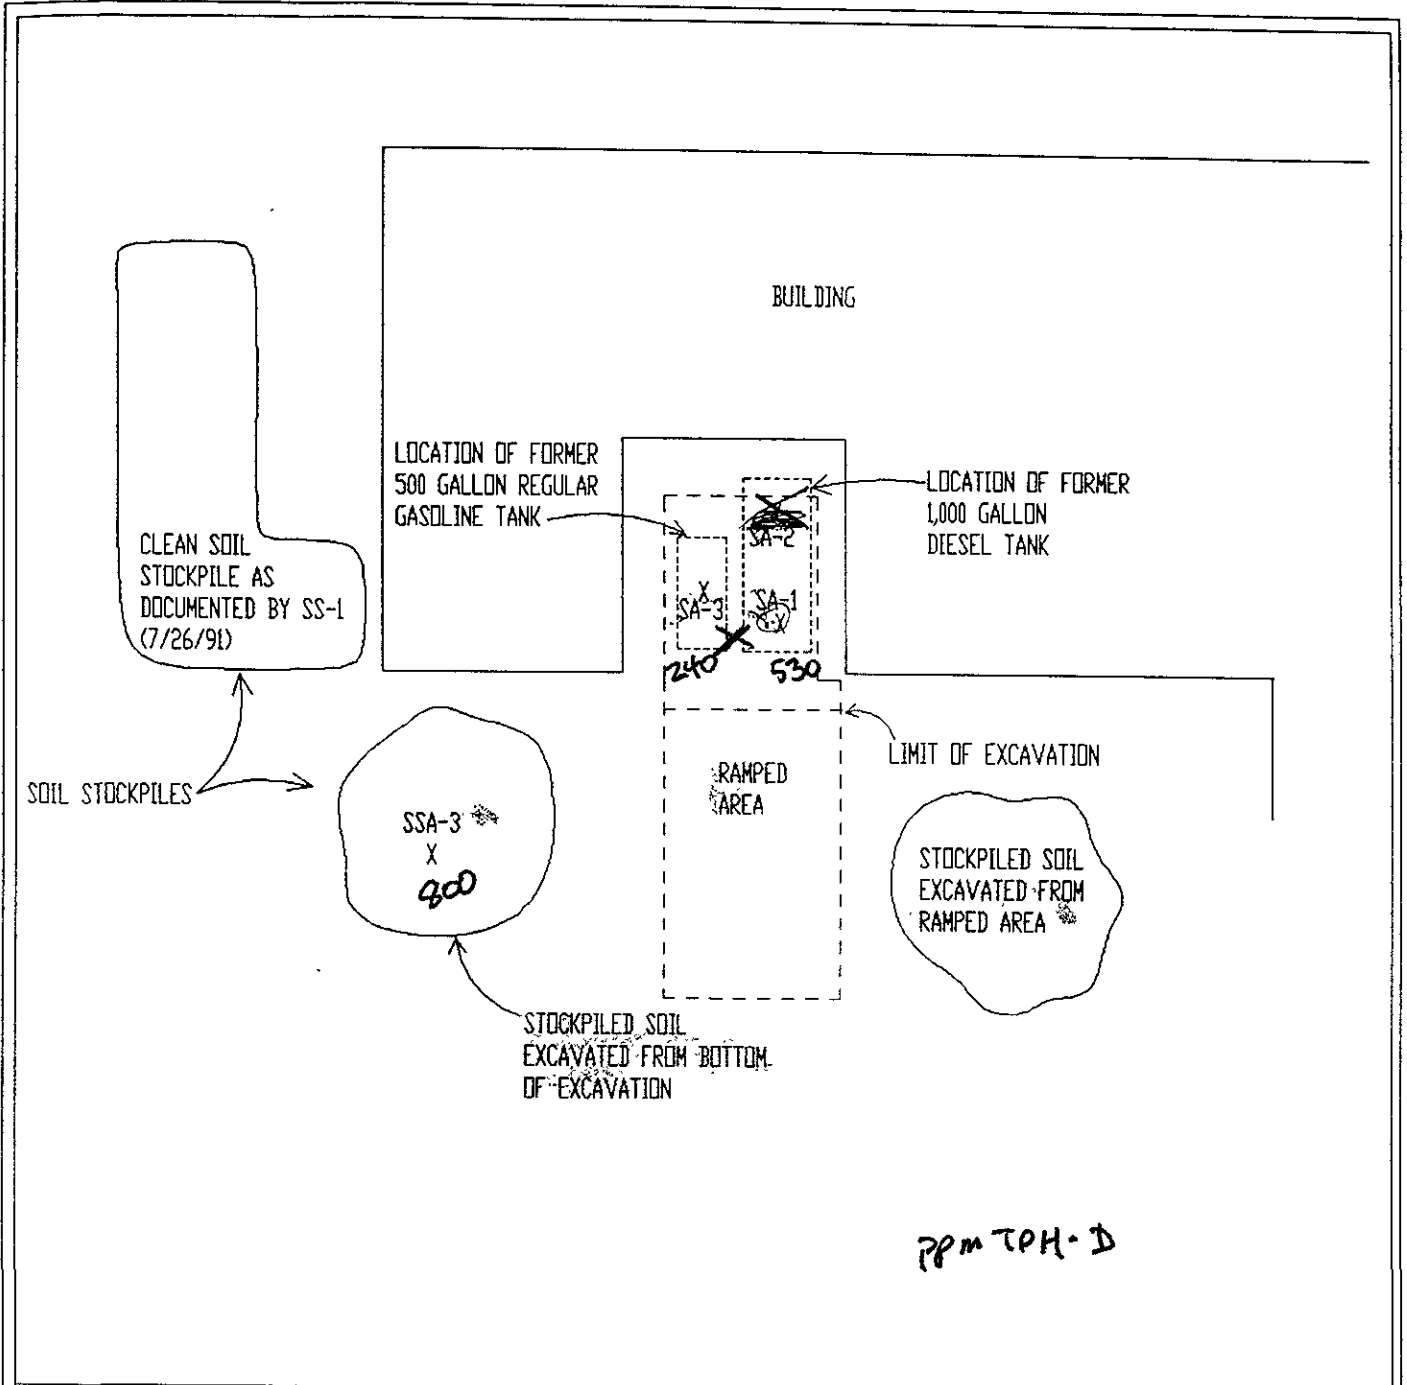 BUILDING
LOCATION OF FORMER
500 GALLON REGULAR
GASOLINE TANK
LOCATION OF FORMER
1,000 GALLON
DIESEL TANK
CLEAN SOIL
STOCKPILE AS
DOCUMENTED BY SS-1
(7/26/91)
SA-2
X
SA-3
SA-1
X
240
530
SOIL STOCKPILES
LIMIT OF EXCAVATION
RAMPED
AREA
SSA-3
X
800
STOCKPILED SOIL
EXCAVATED FROM
RAMPED AREA
STOCKPILED SOIL
EXCAVATED FROM BOTTOM
OF EXCAVATION
ppm TPH-D